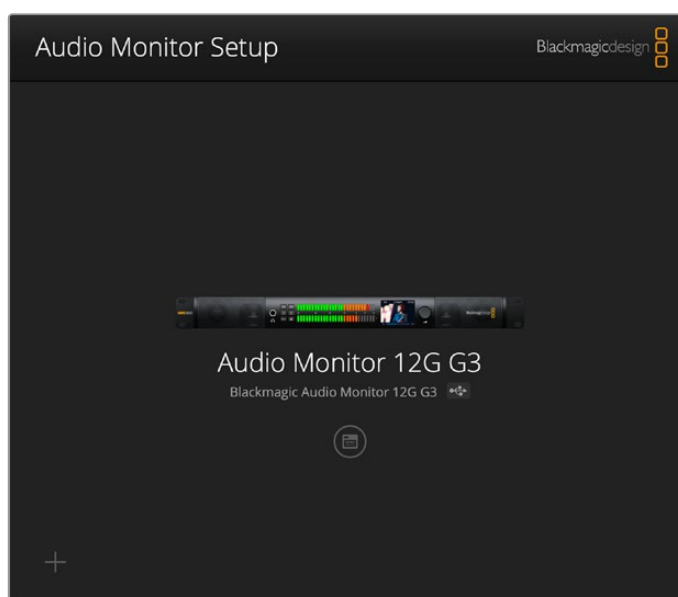 Audio Monitor Setup
Blackmagicdesign
Audio Monitor 12G G3
Blackmagic Audio Monitor 12G G3